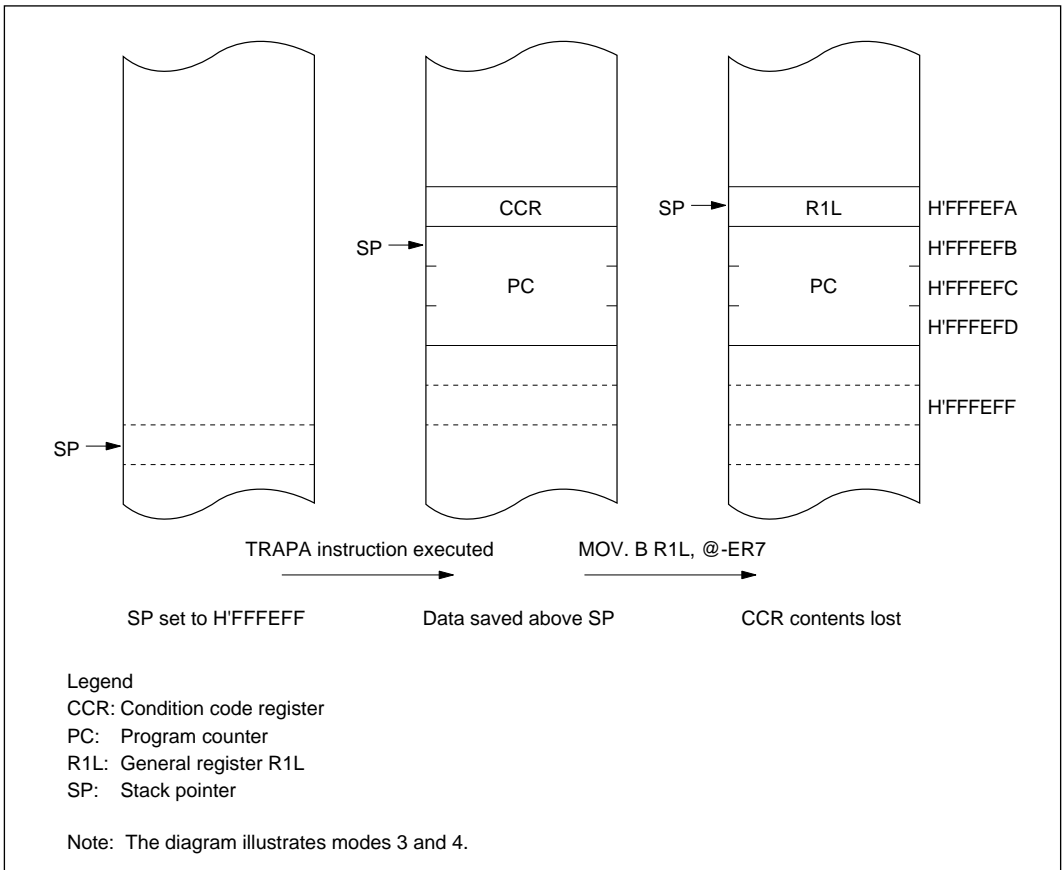 CCR
SP
R1L
H'FFFEFA
SP
H'FFFEFB
PC
PC
H'FFFEFC
H'FFFEFD
H'FFFEFF
SP
TRAPA instruction executed
MOV. B R1L, @-ER7
SP set to H'FFFEFF
Data saved above SP
CCR contents lost
Legend
CCR: Condition code register
PC: Program counter
R1L: General register R1L
SP: Stack pointer
Note: The diagram illustrates modes 3 and 4.